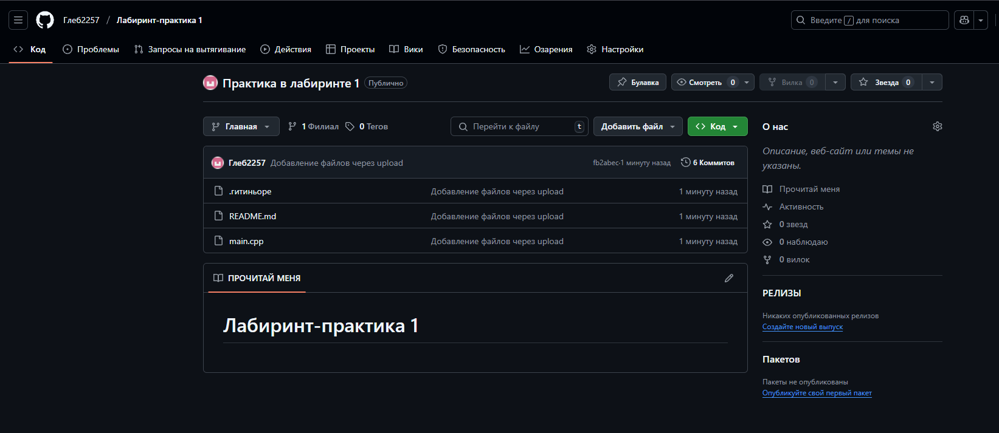 Глеб2257 / Лабиринт-практика 1
Введите / для поиска
Код Проблемы Запросы на вытягивание Действия Проекты Вики Безопасность Озарения Настройки
Практика в лабиринте 1 Публично
Булавка Смотреть 0 Вилка 0 Звезда 0
Главная 1 Филиал 0 Тегов
Перейти к файлу t Добавить файл Код
Глеб2257 Добавление файлов через upload fb2abec·1 минуту назад 6 Коммитов
.гитиньоре Добавление файлов через upload 1 минуту назад
README.md Добавление файлов через upload 1 минуту назад
main.cpp Добавление файлов через upload 1 минуту назад
ПРОЧИТАЙ МЕНЯ
Лабиринт-практика 1
О нас
Описание, веб-сайт или темы не
указаны.
Прочитай меня
Активность
0 звезд
0 наблюдаю
0 вилок
РЕЛИЗЫ
Никаких опубликованных релизов
Создайте новый выпуск
Пакетов
Пакеты не опубликованы
Опубликуйте свой первый пакет